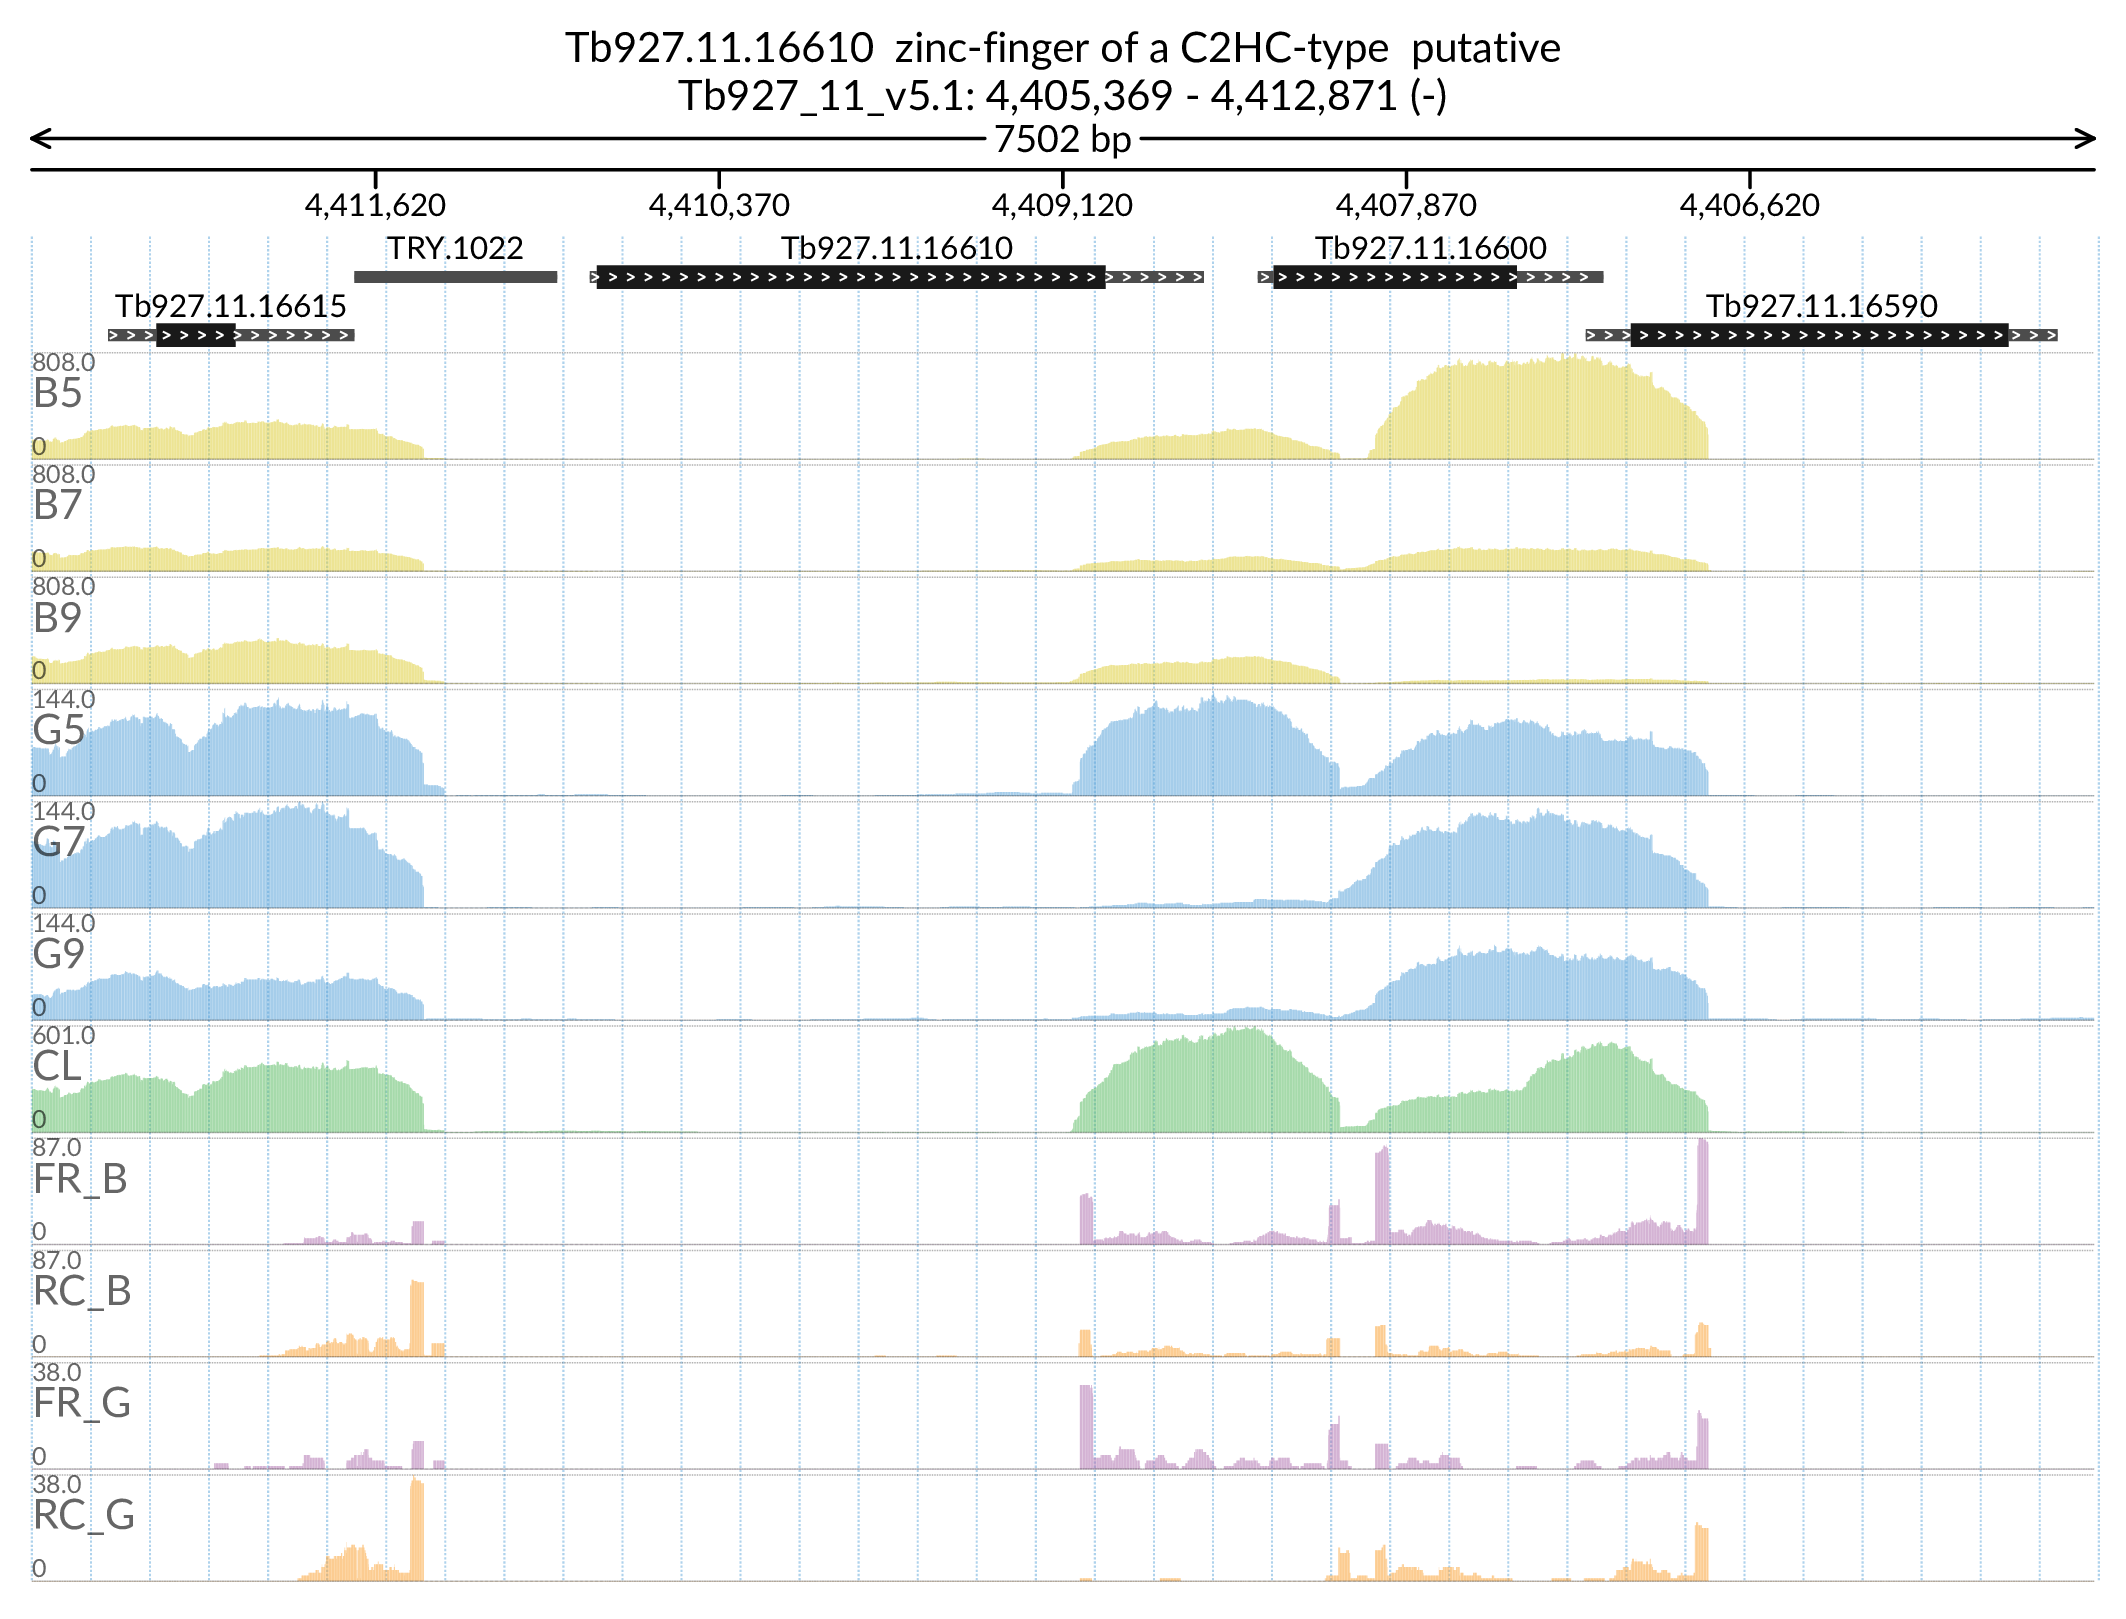 Tb927.11.16610  zinc-finger of a C2HC-type  putative
Tb927_11_v5.1: 4,405,369 - 4,412,871 (-)
7502 bp
4,411,620 4,410,370 4,409,120 4,407,870 4,406,620
TRY.1022 Tb927.11.16610 Tb927.11.16600
Tb927.11.16615 Tb927.11.16590
808.0
B5
0
808.0
B7
0
808.0
B9
0
144.0
G5
0
144.0
G7
0
144.0
G9
0
601.0
CL
0
87.0
FR_B
0
87.0
RC_B
0
38.0
FR_G
0
38.0
RC_G
0